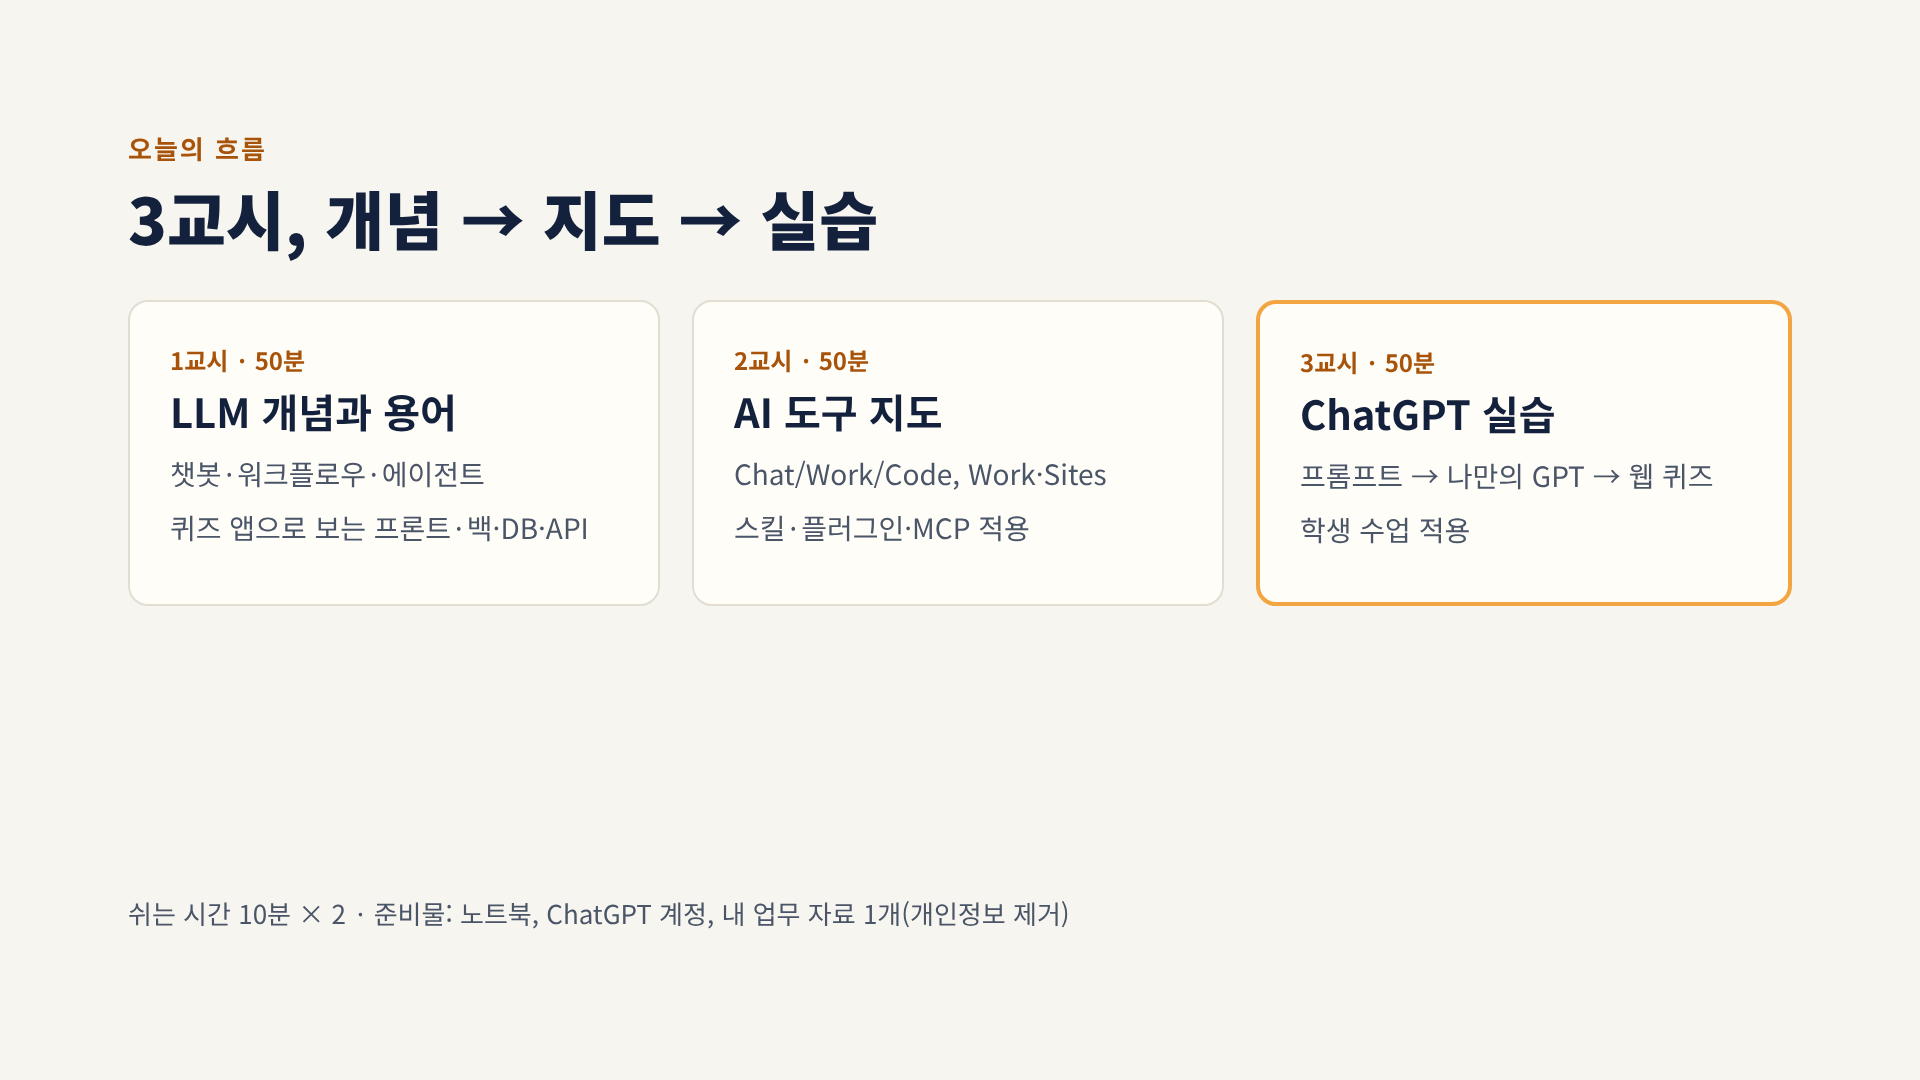 오늘의 흐름
3교시, 개념 → 지도 → 실습
1교시 · 50분
LLM 개념과 용어
챗봇·워크플로우·에이전트
퀴즈 앱으로 보는 프론트·백·DB·API
2교시 · 50분
AI 도구 지도
Chat/Work/Code, Work·Sites
스킬·플러그인·MCP 적용
3교시 · 50분
ChatGPT 실습
프롬프트 → 나만의 GPT → 웹 퀴즈
학생 수업 적용
쉬는 시간 10분 × 2 · 준비물: 노트북, ChatGPT 계정, 내 업무 자료 1개(개인정보 제거)